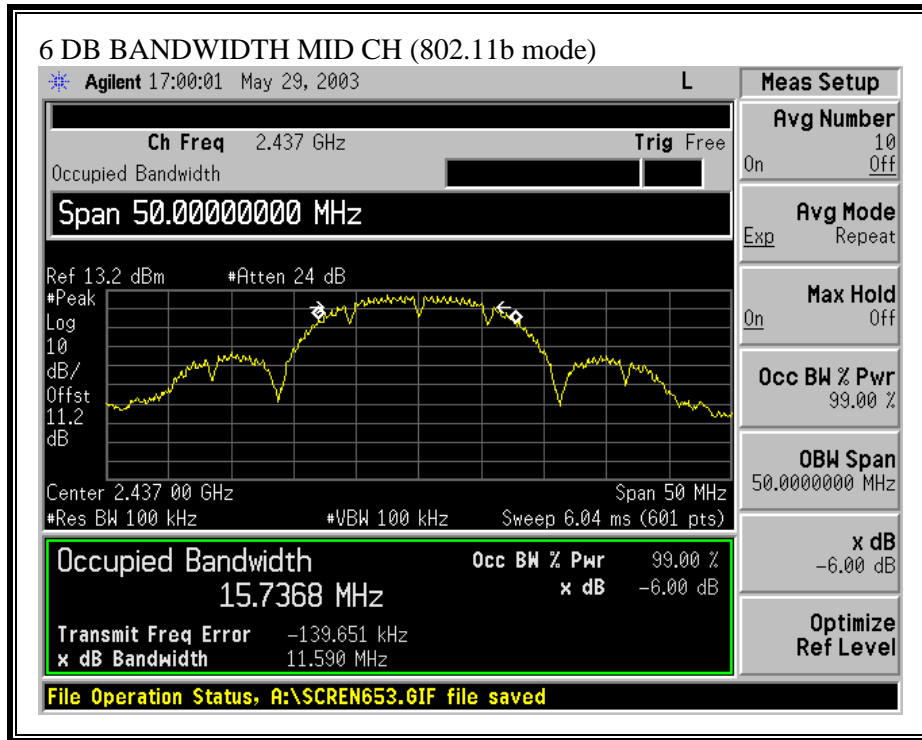 6 DB BANDWIDTH MID CH (802.11b mode)
Agilent 17:00:01 May 29, 2003 L
Meas Setup
Ch Freq 2.437 GHz Trig Free
Occupied Bandwidth
Span 50.00000000 MHz
Ref 13.2 dBm #Atten 24 dB
#Peak
Log
10
dB/
Offst
11.2
dB
Center 2.437 00 GHz Span 50 MHz
#Res BW 100 kHz #VBW 100 kHz Sweep 6.04 ms (601 pts)
Occupied Bandwidth Occ BW % Pwr 99.00 %
15.7368 MHz x dB -6.00 dB
Transmit Freq Error -139.651 kHz
x dB Bandwidth 11.590 MHz
File Operation Status, A:\SCREN653.GIF file saved
Avg Number
10
On Off
Avg Mode
Exp Repeat
Max Hold
On Off
Occ BW % Pwr
99.00 %
OBW Span
50.0000000 MHz
x dB
-6.00 dB
Optimize
Ref Level